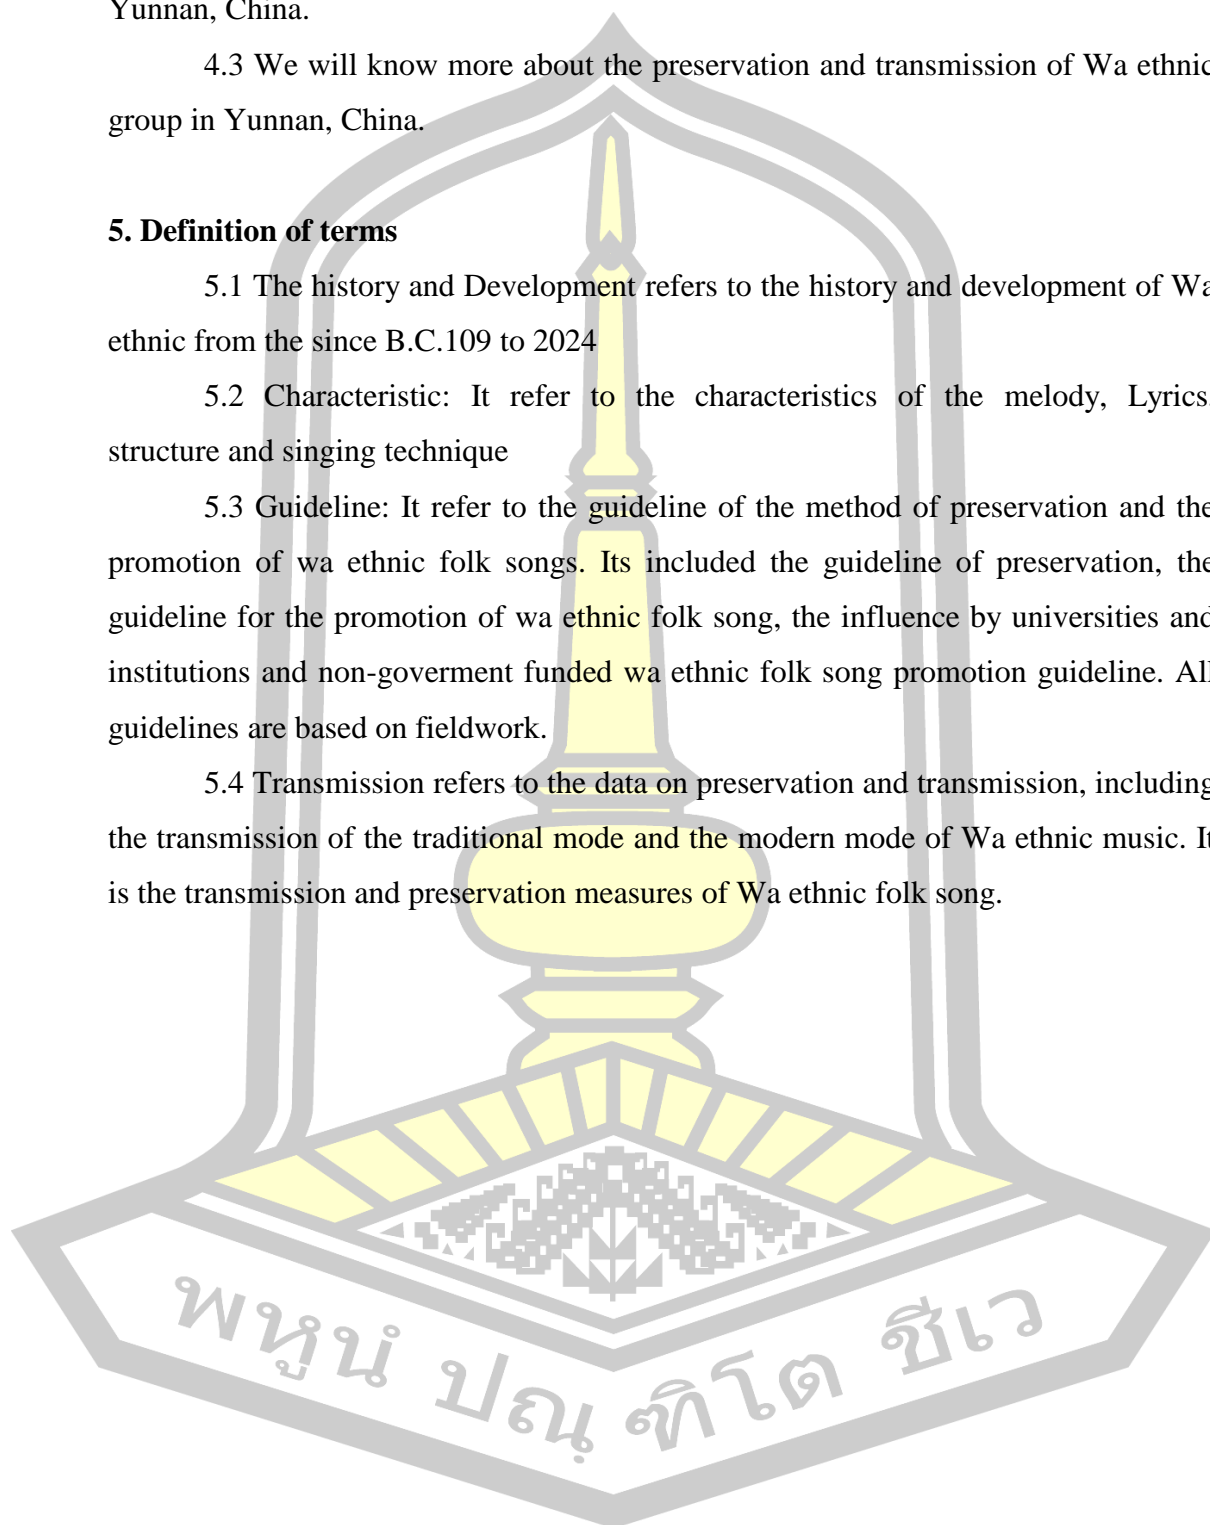 Yunnan, China.
4.3 We will know more about the preservation and transmission of Wa ethnic
group in Yunnan, China.
5. Definition of terms
5.1 The history and Development refers to the history and development of Wa
ethnic from the since B.C.109 to 2024
5.2 Characteristic: It refer to the characteristics of the melody, Lyrics,
structure and singing technique
5.3 Guideline: It refer to the guideline of the method of preservation and the
promotion of wa ethnic folk songs. Its included the guideline of preservation, the
guideline for the promotion of wa ethnic folk song, the influence by universities and
institutions and non-goverment funded wa ethnic folk song promotion guideline. All
guidelines are based on fieldwork.
5.4 Transmission refers to the data on preservation and transmission, including
the transmission of the traditional mode and the modern mode of Wa ethnic music. It
is the transmission and preservation measures of Wa ethnic folk song.
พหูนํ ปณฺฑิโต ชีเว